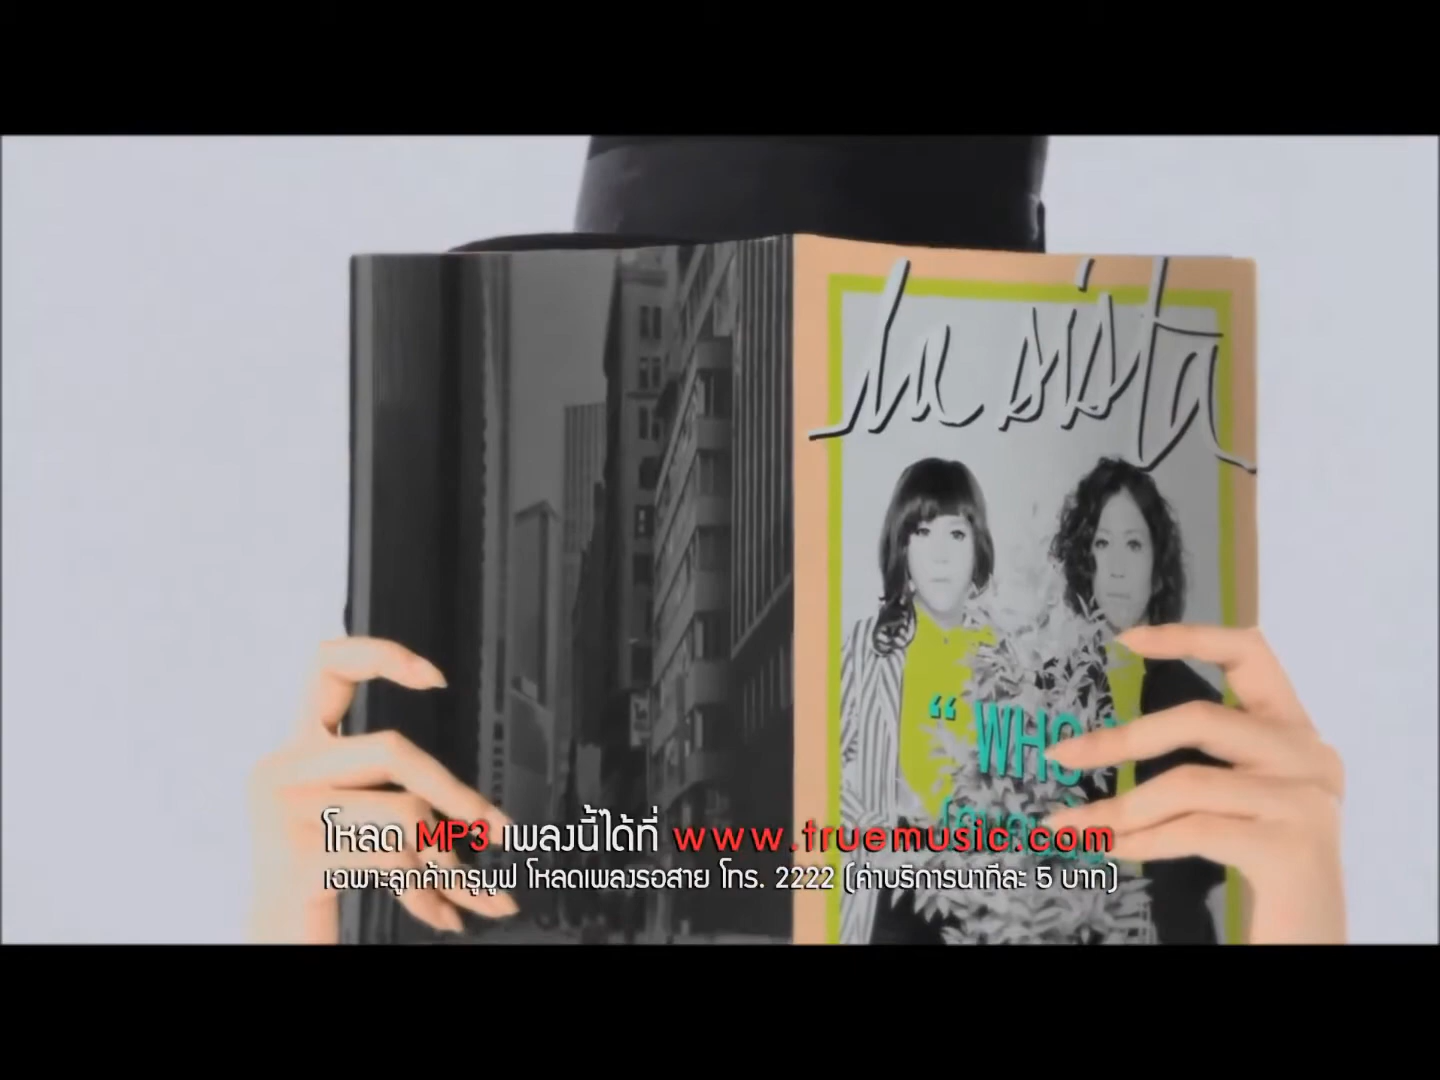 la sista
“ WHO
โหลด MP3 เพลงนี้ได้ที่ www.truemusic.com
เฉพาะลูกค้าทรูมูฟ โหลดเพลงรอสาย โทร. 2222 (ค่าบริการนาทีละ 5 บาท)